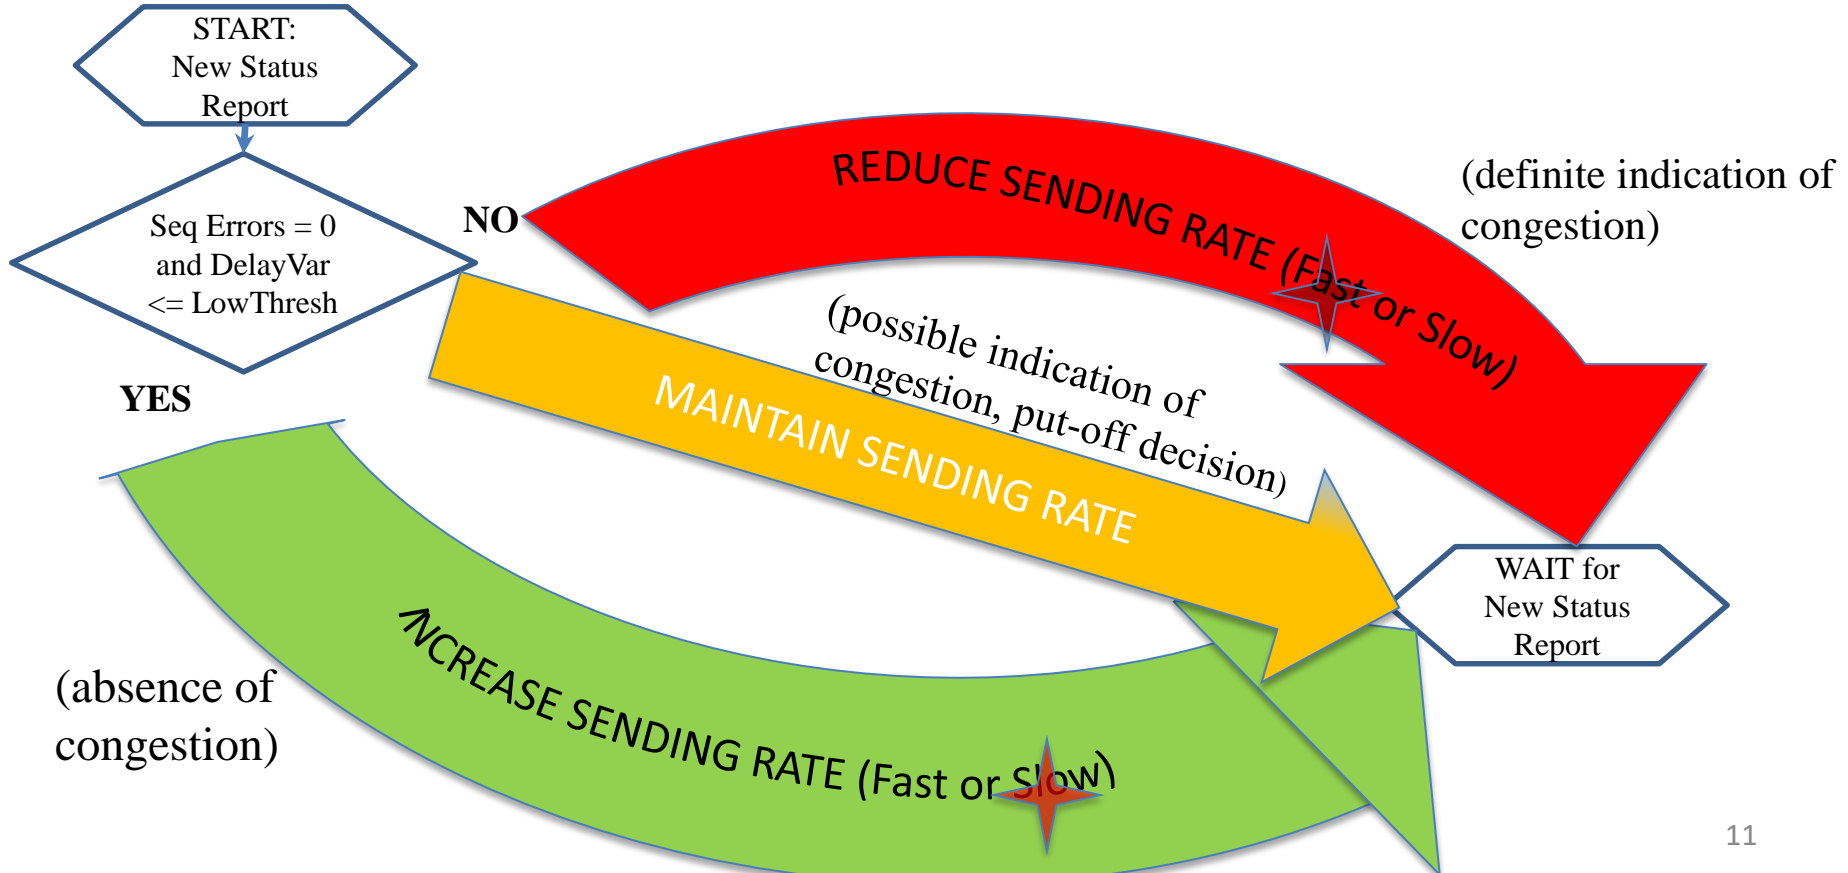 START:
New Status
Report
Seq Errors = 0
and DelayVar
<= LowThresh
NO
YES
REDUCE SENDING RATE (Fast or Slow)
(definite indication of
congestion)
(possible indication of
congestion, put-off decision)
MAINTAIN SENDING RATE
WAIT for
New Status
Report
INCREASE SENDING RATE (Fast or Slow)
(absence of
congestion)
11